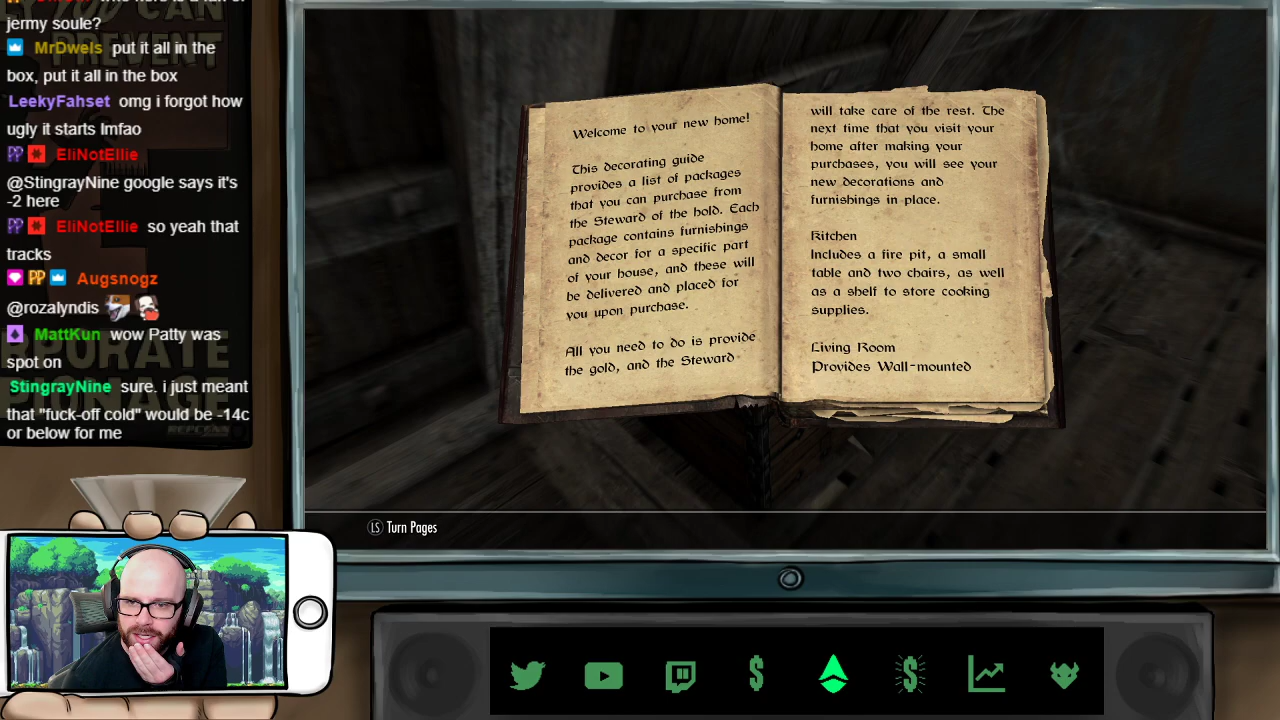 jermy soule?
MrDwels put it all in the
box, put it all in the box
LeekyFahset omg i forgot how
ugly it starts lmfao
EliNotEllie
@StingrayNine google says it's
-2 here
EliNotEllie so yeah that
tracks
Augsnogz
@rozalyndis
MattKun wow Patty was
spot on
StingrayNine sure. i just meant
that "fuck-off cold" would be -14c
or below for me
Welcome to your new home!
This decorating guide
provides a list of packages
that you can purchase from
the Steward of the hold. Each
package contains furnishings
and decor for a specific part
of your house, and these will
be delivered and placed for
you upon purchase.
All you need to do is provide
the gold, and the Steward
will take care of the rest. The
next time that you visit your
home after making your
purchases, you will see your
new decorations and
furnishings in place.
Kitchen
Includes a fire pit, a small
table and two chairs, as well
as a shelf to store cooking
supplies.
Living Room
Provides Wall-mounted
LS Turn Pages
PREVENT